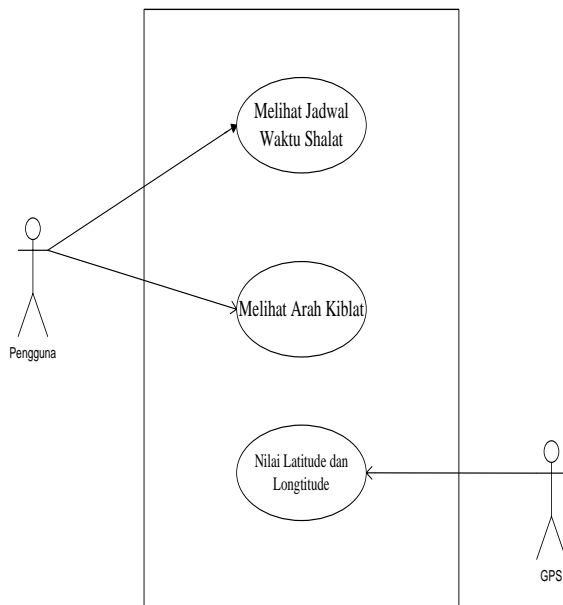 Melihat Jadwal
Waktu Shalat
Pengguna
Melihat Arah Kiblat
Nilai Latitude dan
Longtitude
GPS